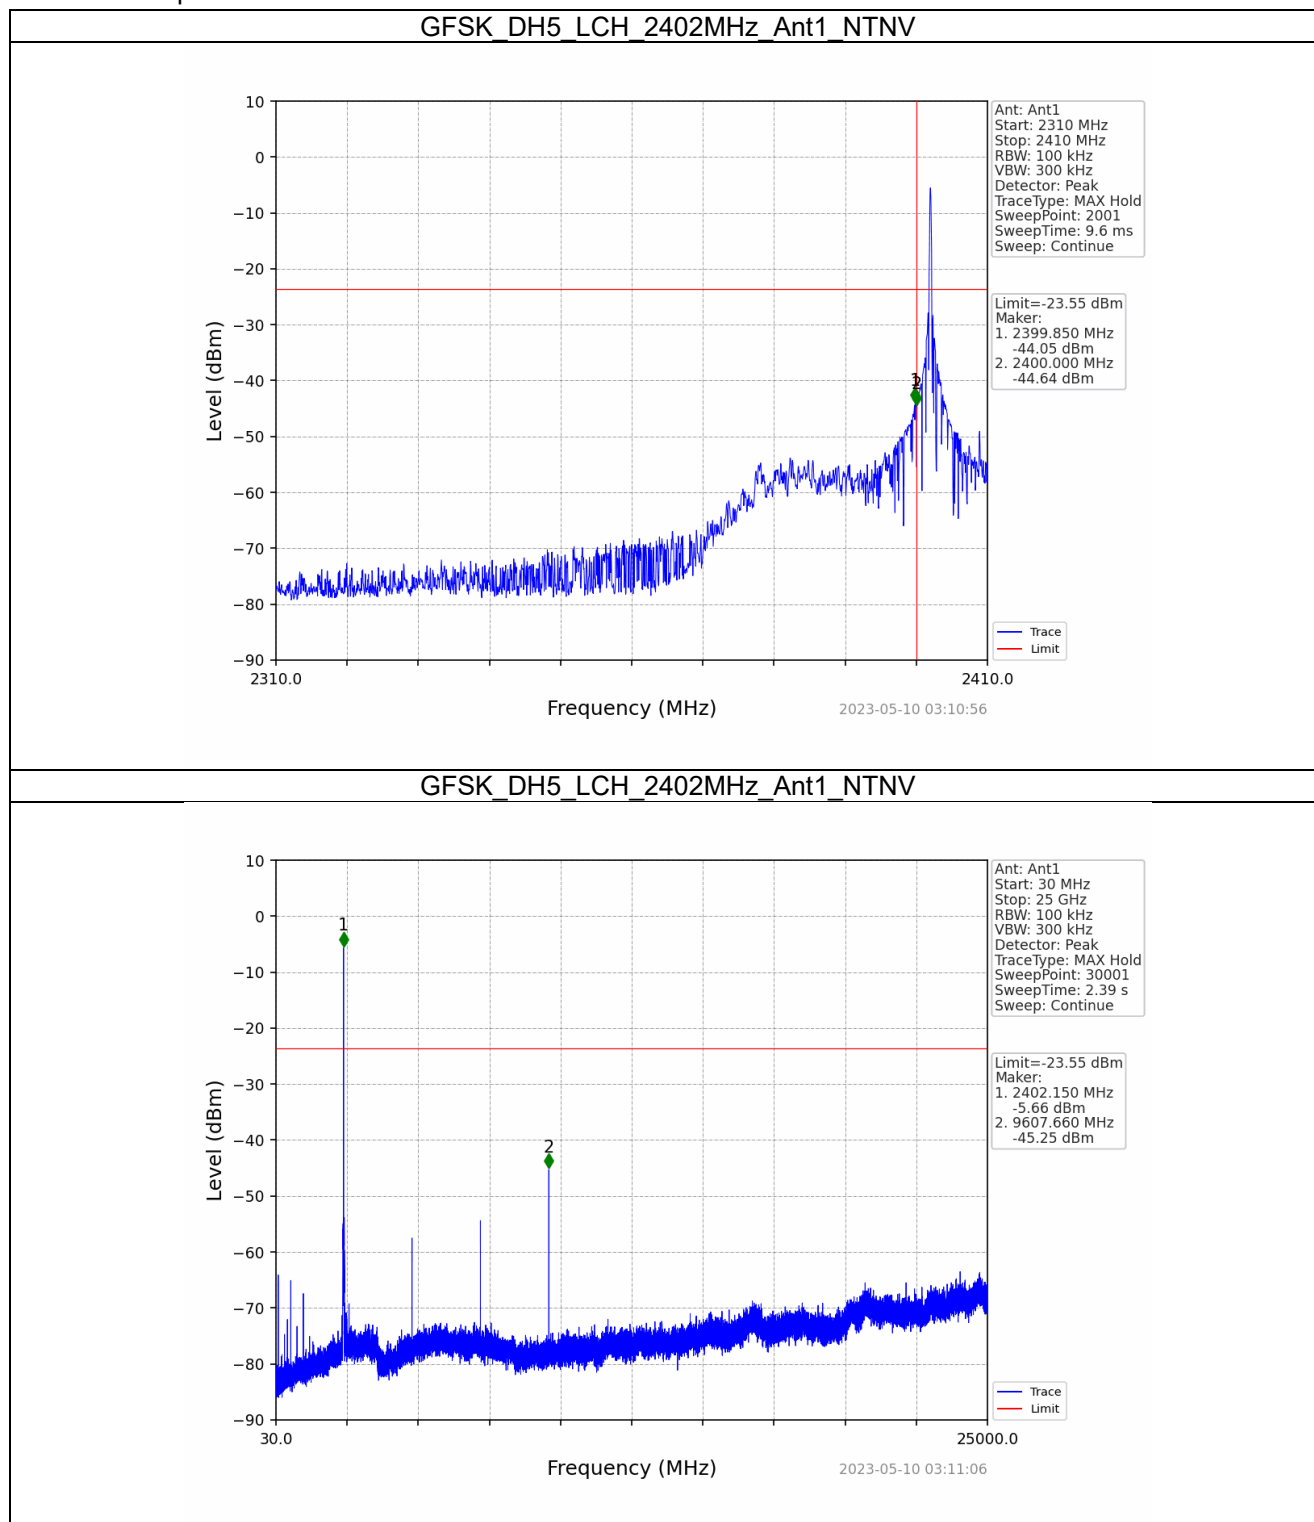 GFSK_DH5_LCH_2402MHz_Ant1_NTNV
10
0
−10
−20
−30
−40
−50
−60
−70
−80
−90
Level (dBm)
1
2
2310.0
2410.0
Frequency (MHz)
2023-05-10 03:10:56
Ant: Ant1
Start: 2310 MHz
Stop: 2410 MHz
RBW: 100 kHz
VBW: 300 kHz
Detector: Peak
TraceType: MAX Hold
SweepPoint: 2001
SweepTime: 9.6 ms
Sweep: Continue
Limit=-23.55 dBm
Maker:
1. 2399.850 MHz
-44.05 dBm
2. 2400.000 MHz
-44.64 dBm
Trace
Limit
GFSK_DH5_LCH_2402MHz_Ant1_NTNV
10
0
−10
−20
−30
−40
−50
−60
−70
−80
−90
Level (dBm)
1
2
30.0
25000.0
Frequency (MHz)
2023-05-10 03:11:06
Ant: Ant1
Start: 30 MHz
Stop: 25 GHz
RBW: 100 kHz
VBW: 300 kHz
Detector: Peak
TraceType: MAX Hold
SweepPoint: 30001
SweepTime: 2.39 s
Sweep: Continue
Limit=-23.55 dBm
Maker:
1. 2402.150 MHz
-5.66 dBm
2. 9607.660 MHz
-45.25 dBm
Trace
Limit